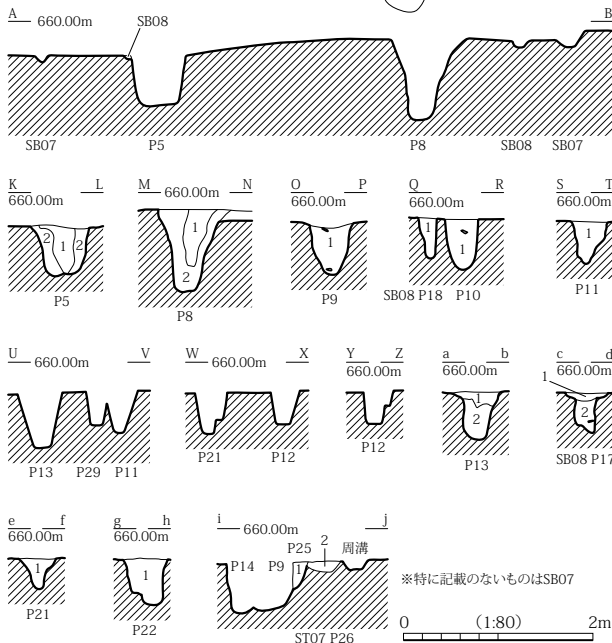 A 660.00m SB08 B
SB07 P5 P8 SB08 SB07
K L M 660.00m N O P Q R S T
660.00m 660.00m 660.00m 660.00m
2 1 2 1 2 1 1 1 1
P5 P8 P9 SB08 P18 P10 P11
U 660.00m V W 660.00m X Y Z a b c d
660.00m 660.00m 660.00m
1 2 1 2
P13 P29 P11 P21 P12 P12 P13 SB08 P17
e f g h i 660.00m j
660.00m 660.00m
P25 2 周溝
1 1 P14 P9 1
P21 P22 ST07 P26
※特に記載のないものはSB07
0 (1:80) 2m